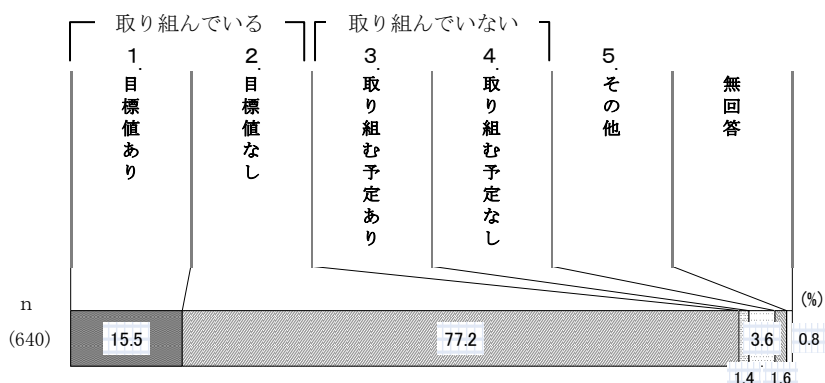 取り組んでいる
取り組んでいない
1.目標値あり
2.目標値なし
3.取り組む予定あり
4.取り組む予定なし
5.その他
無回答
n
(%)
(640)
15.5
77.2
3.6
0.8
1.4
1.6